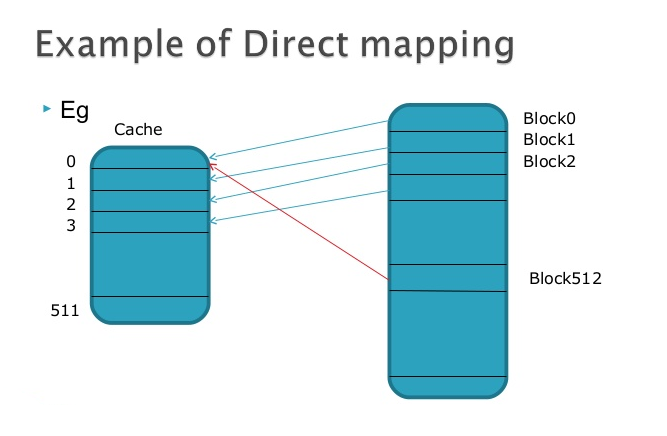 Example of Direct mapping
Eg
Cache
0
1
2
3
511
Block0
Block1
Block2
Block512